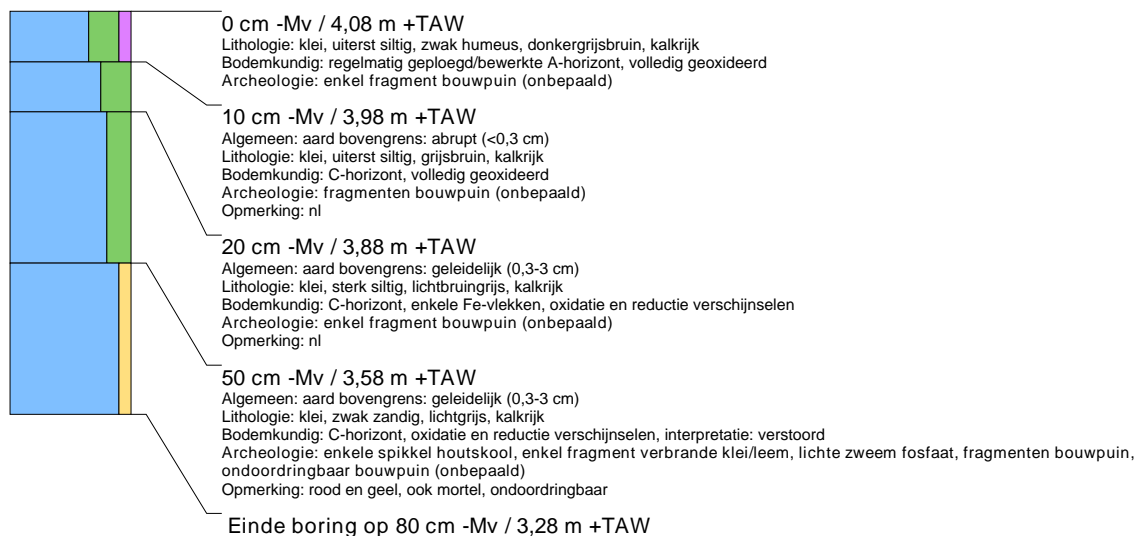 0 cm -Mv / 4,08 m +TAW
Lithologie: klei, uiterst siltig, zwak humeus, donkergrijsbruin, kalkrijk
Bodemkundig: regelmatig geploegd/bewerkte A-horizont, volledig geoxideerd
Archeologie: enkel fragment bouwpuin (onbepaald)
10 cm -Mv / 3,98 m +TAW
Algemeen: aard bovengrens: abrupt (<0,3 cm)
Lithologie: klei, uiterst siltig, grijsbruin, kalkrijk
Bodemkundig: C-horizont, volledig geoxideerd
Archeologie: fragmenten bouwpuin (onbepaald)
Opmerking: nl
20 cm -Mv / 3,88 m +TAW
Algemeen: aard bovengrens: geleidelijk (0,3-3 cm)
Lithologie: klei, sterk siltig, lichtbruingrijs, kalkrijk
Bodemkundig: C-horizont, enkele Fe-vlekken, oxidatie en reductie verschijnselen
Archeologie: enkel fragment bouwpuin (onbepaald)
Opmerking: nl
50 cm -Mv / 3,58 m +TAW
Algemeen: aard bovengrens: geleidelijk (0,3-3 cm)
Lithologie: klei, zwak zandig, lichtgrijs, kalkrijk
Bodemkundig: C-horizont, oxidatie en reductie verschijnselen, interpretatie: verstoord
Archeologie: enkele spikkel houtskool, enkel fragment verbrande klei/leem, lichte zweem fosfaat, fragmenten bouwpuin,
ondoordringbaar bouwpuin (onbepaald)
Opmerking: rood en geel, ook mortel, ondoordringbaar
Einde boring op 80 cm -Mv / 3,28 m +TAW